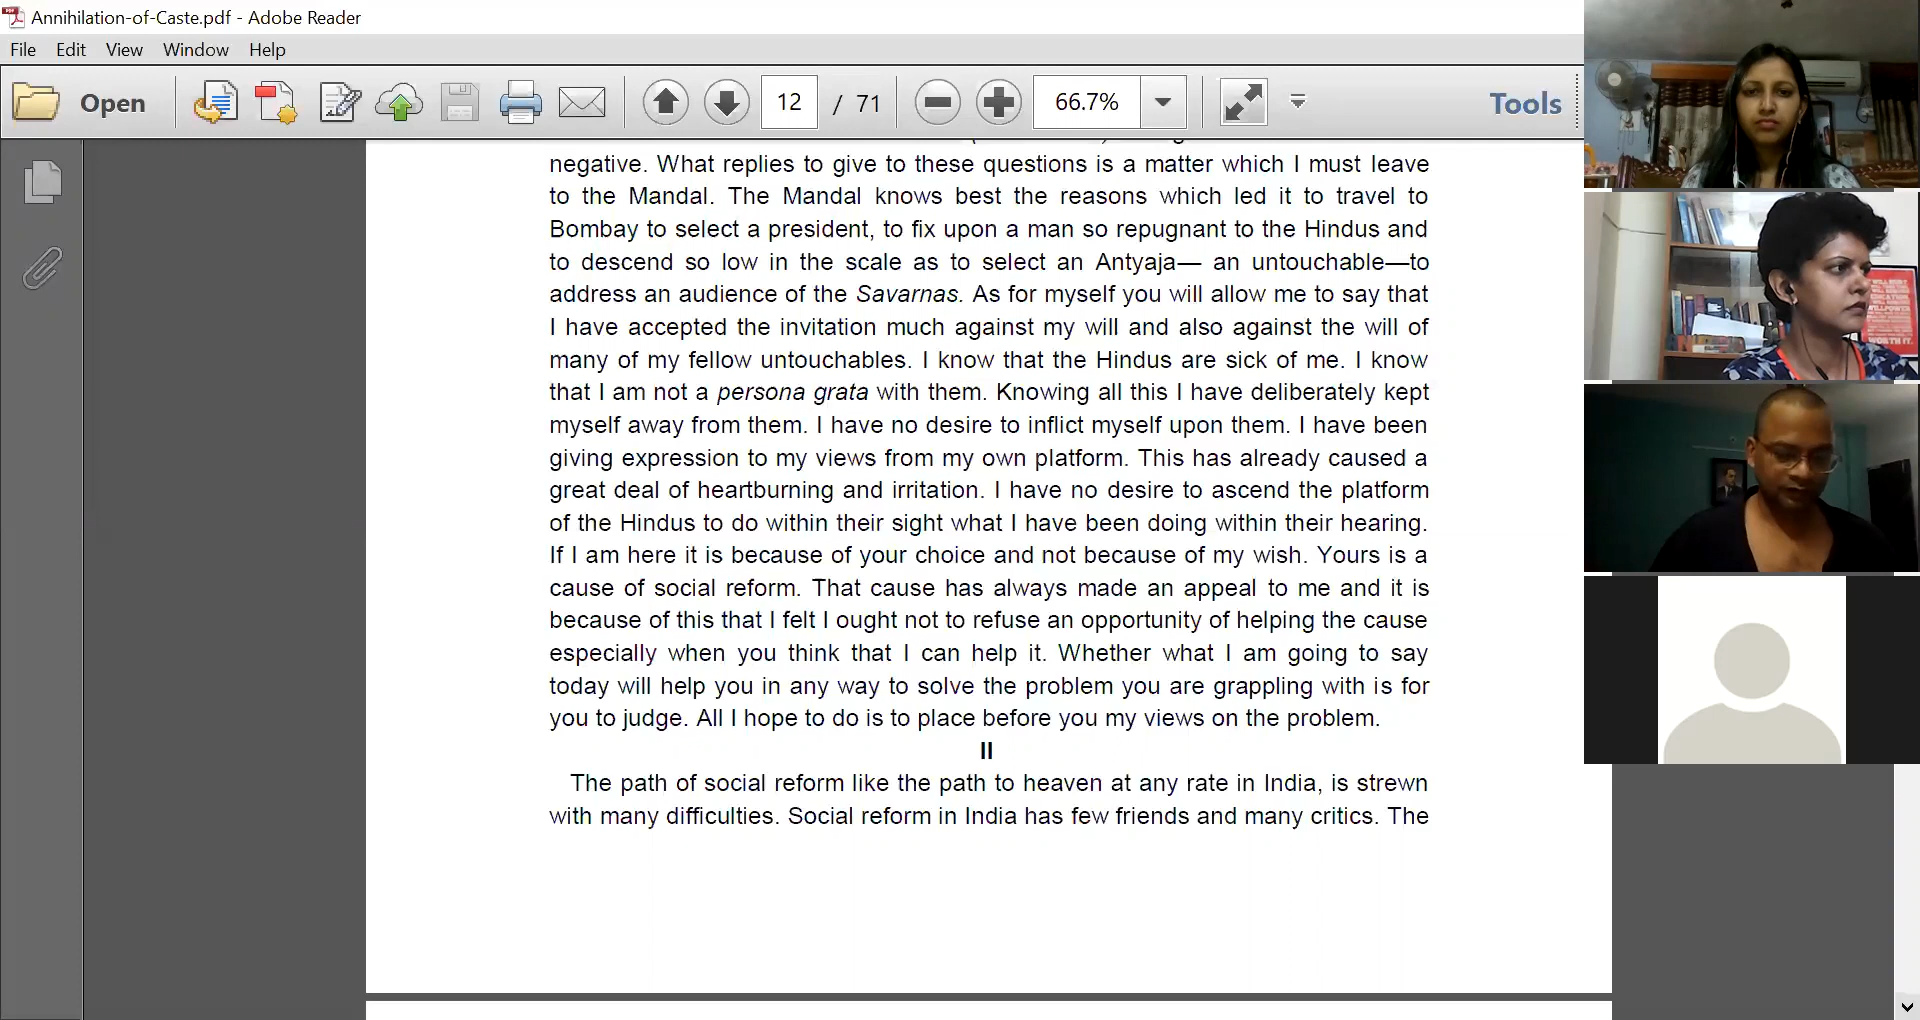 Annihilation-of-Caste.pdf - Adobe Reader
File Edit View Window Help
Open 12 / 71 66.7% Tools
negative. What replies to give to these questions is a matter which I must leave
to the Mandal. The Mandal knows best the reasons which led it to travel to
Bombay to select a president, to fix upon a man so repugnant to the Hindus and
to descend so low in the scale as to select an Antyaja— an untouchable—to
address an audience of the Savarnas. As for myself you will allow me to say that
I have accepted the invitation much against my will and also against the will of
many of my fellow untouchables. I know that the Hindus are sick of me. I know
that I am not a persona grata with them. Knowing all this I have deliberately kept
myself away from them. I have no desire to inflict myself upon them. I have been
giving expression to my views from my own platform. This has already caused a
great deal of heartburning and irritation. I have no desire to ascend the platform
of the Hindus to do within their sight what I have been doing within their hearing.
If I am here it is because of your choice and not because of my wish. Yours is a
cause of social reform. That cause has always made an appeal to me and it is
because of this that I felt I ought not to refuse an opportunity of helping the cause
especially when you think that I can help it. Whether what I am going to say
today will help you in any way to solve the problem you are grappling with is for
you to judge. All I hope to do is to place before you my views on the problem.
II
The path of social reform like the path to heaven at any rate in India, is strewn
with many difficulties. Social reform in India has few friends and many critics. The
WORTH IT.